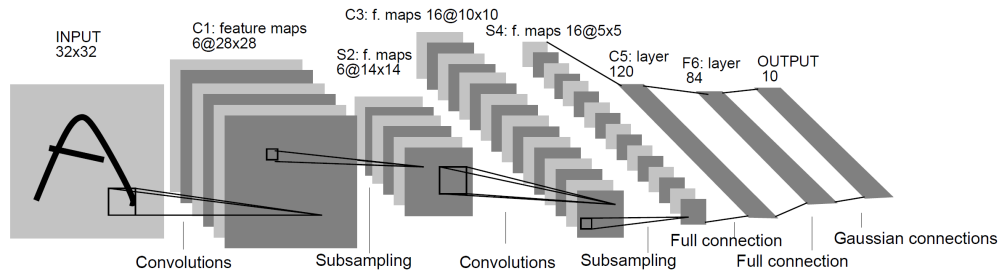 INPUT
32x32
C1: feature maps
6@28x28
S2: f. maps
6@14x14
C3: f. maps 16@10x10
S4: f. maps 16@5x5
C5: layer
120
F6: layer
84
OUTPUT
10
Convolutions
Subsampling
Convolutions
Subsampling
Full connection
Full connection
Gaussian connections